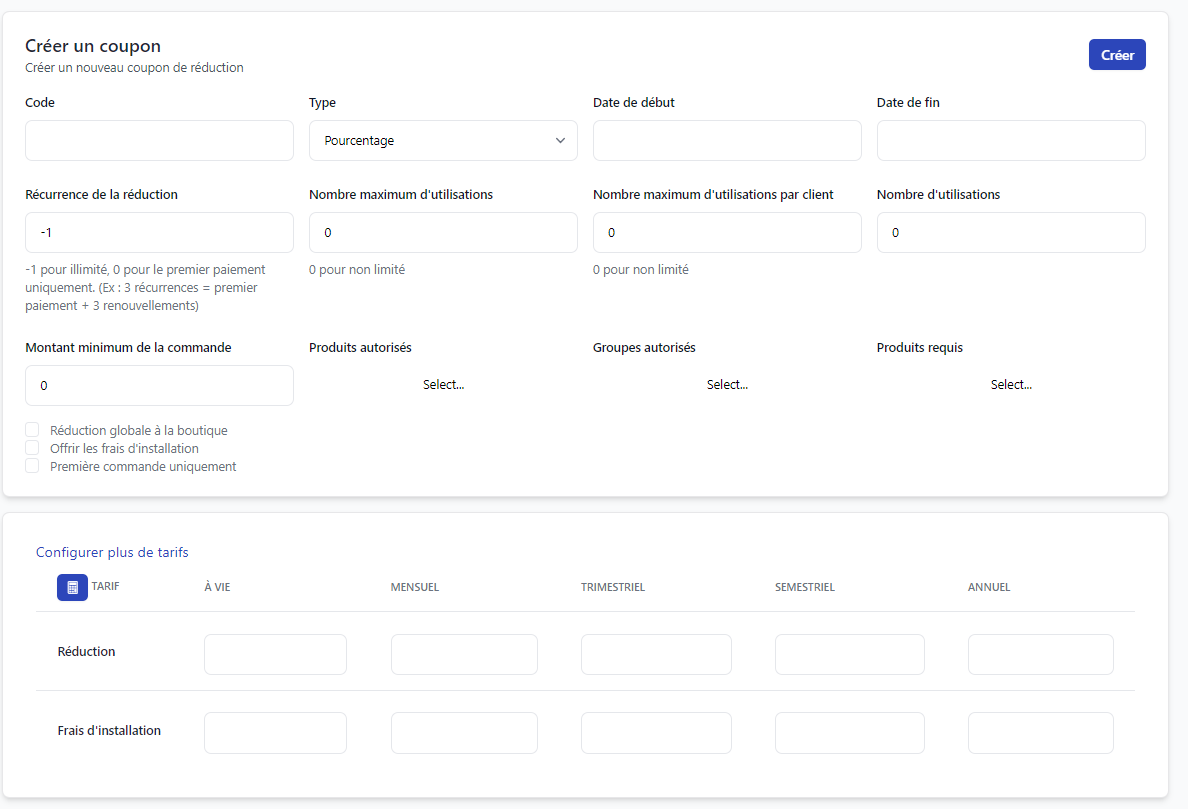 Créer un coupon
Créer un nouveau coupon de réduction
Créer
Code
Type
Date de début
Date de fin
Pourcentage
Récurrence de la réduction
Nombre maximum d'utilisations
Nombre maximum d'utilisations par client
Nombre d'utilisations
-1
0
0
0
-1 pour illimité, 0 pour le premier paiement
uniquement. (Ex : 3 récurrences = premier
paiement + 3 renouvellements)
0 pour non limité
0 pour non limité
Montant minimum de la commande
Produits autorisés
Groupes autorisés
Produits requis
0
Select...
Select...
Select...
Réduction globale à la boutique
Offrir les frais d'installation
Première commande uniquement
Configurer plus de tarifs
TARIF
À VIE
MENSUEL
TRIMESTRIEL
SEMESTRIEL
ANNUEL
Réduction
Frais d'installation